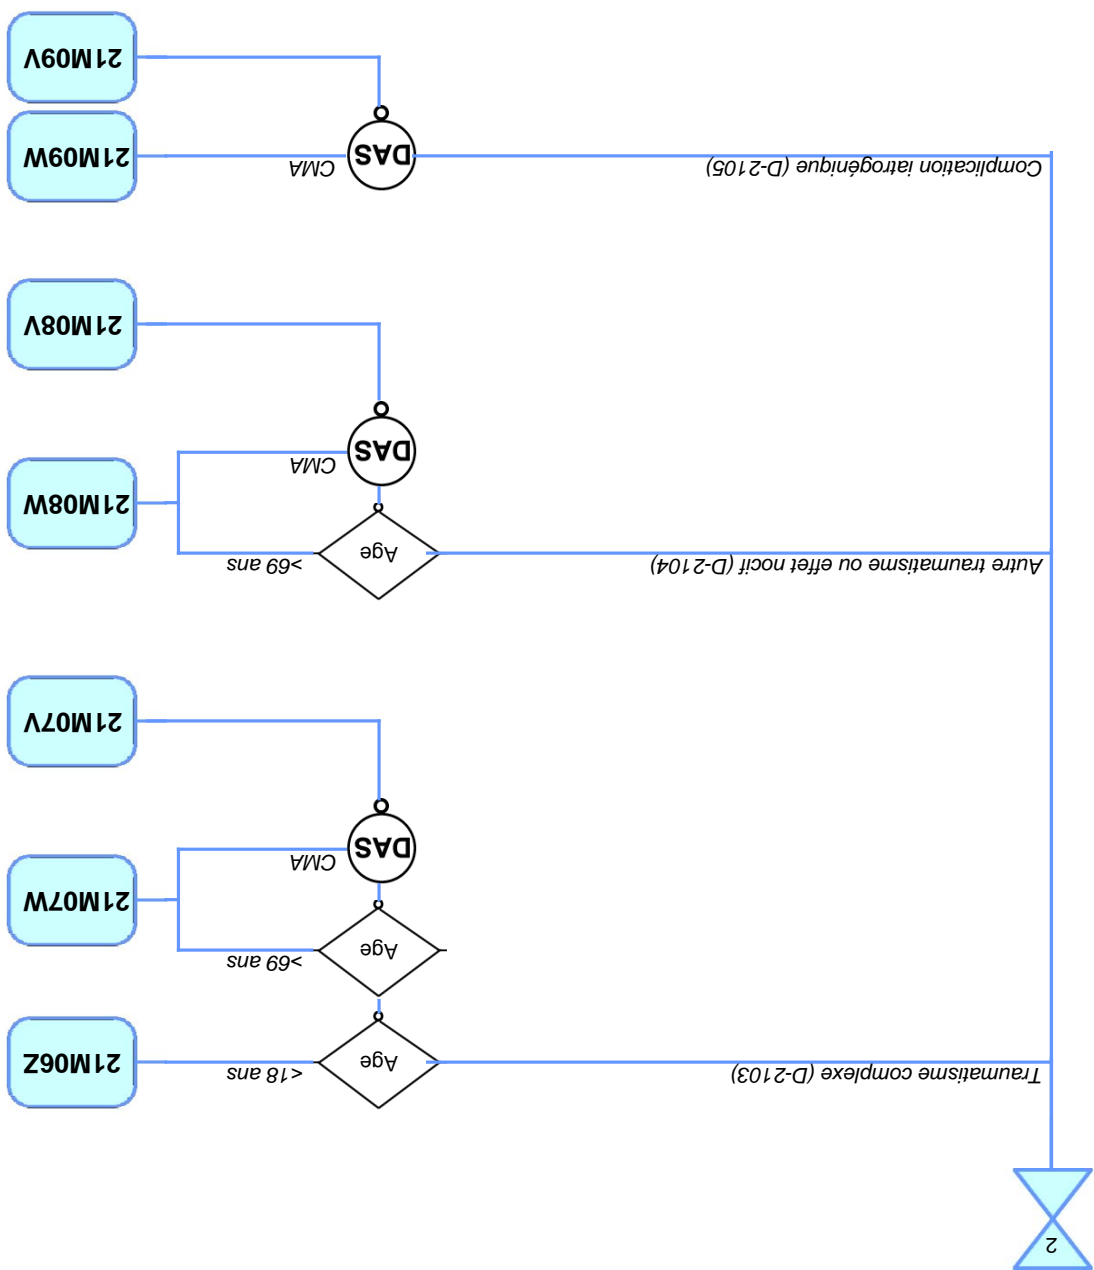 2
Traumatisme complexe (D-2103)
Age
<18 ans
21M06Z
Age
>69 ans
21M07W
DAS
CMA
21M07V
Autre traumatisme ou effet nocif (D-2104)
Age
>69 ans
21M08W
DAS
CMA
21M08V
Complication iatrogénique (D-2105)
DAS
CMA
21M09W
21M09V